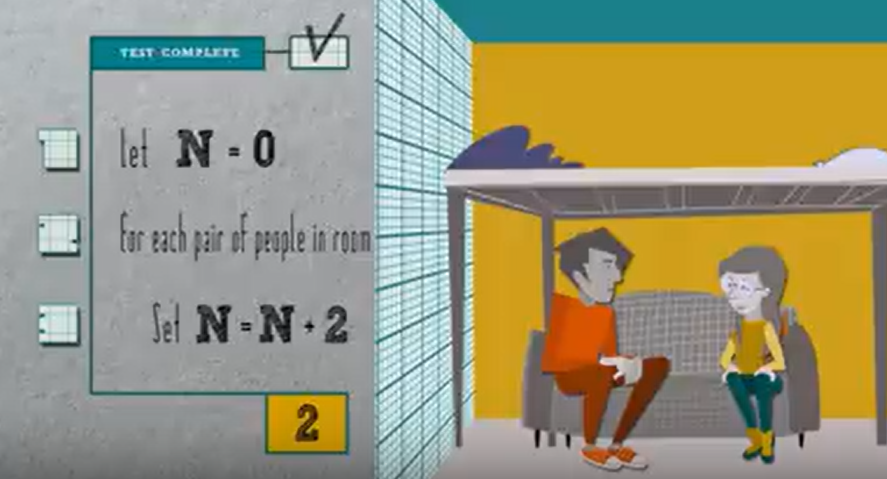 TEST COMPLETE
let N = 0
For each pair of people in room
Set N = N + 2
2